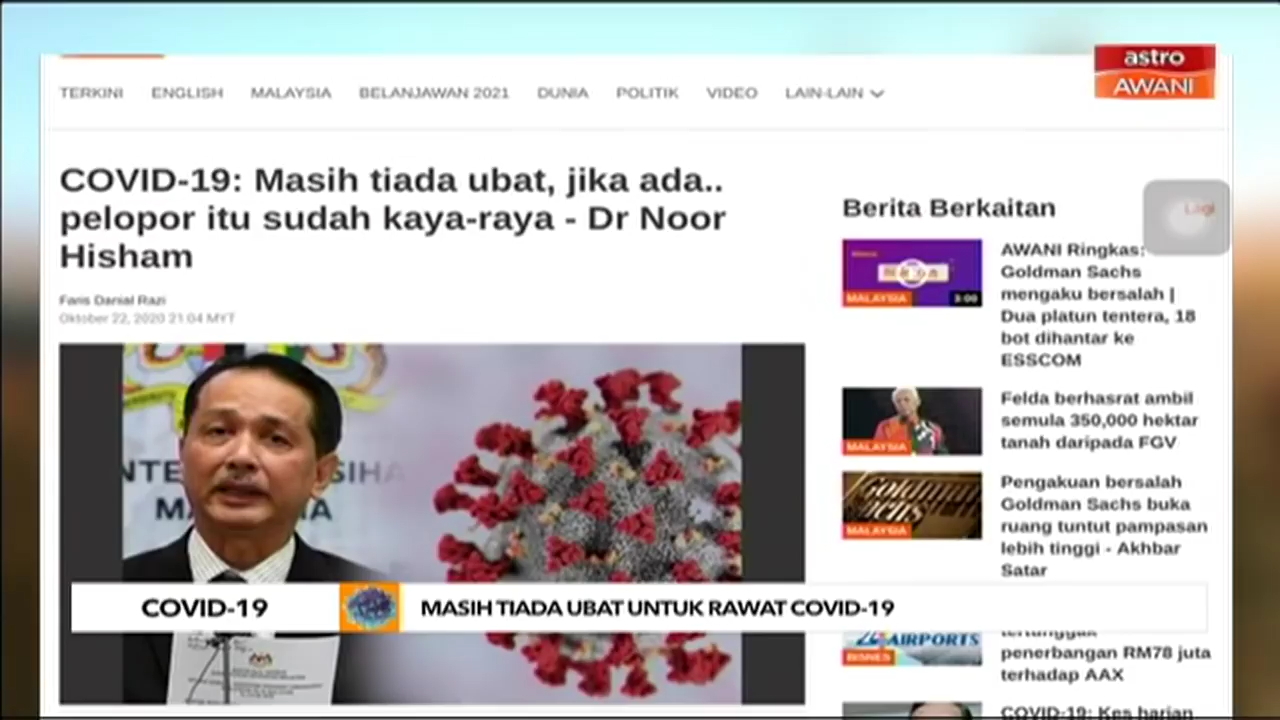 astro
AWANI
TERKINI ENGLISH MALAYSIA BELANJAWAN 2021 DUNIA POLITIK VIDEO LAIN-LAIN
COVID-19: Masih tiada ubat, jika ada..
pelopor itu sudah kaya-raya - Dr Noor
Hisham
Faris Danial Razi
Oktober 22, 2020 21:04 MYT
Berita Berkaitan
Lagi
AWANI Ringkas:
Goldman Sachs
mengaku bersalah |
Dua platun tentera, 18
bot dihantar ke
ESSCOM
MALAYSIA 3:00
Felda berhasrat ambil
semula 350,000 hektar
tanah daripada FGV
MALAYSIA
Pengakuan bersalah
Goldman Sachs buka
ruang tuntut pampasan
lebih tinggi - Akhbar
Satar
MALAYSIA
COVID-19 MASIH TIADA UBAT UNTUK RAWAT COVID-19
AIRPORTS
BISNES
tertunggak
penerbangan RM78 juta
terhadap AAX
COVID-19: Kes harian